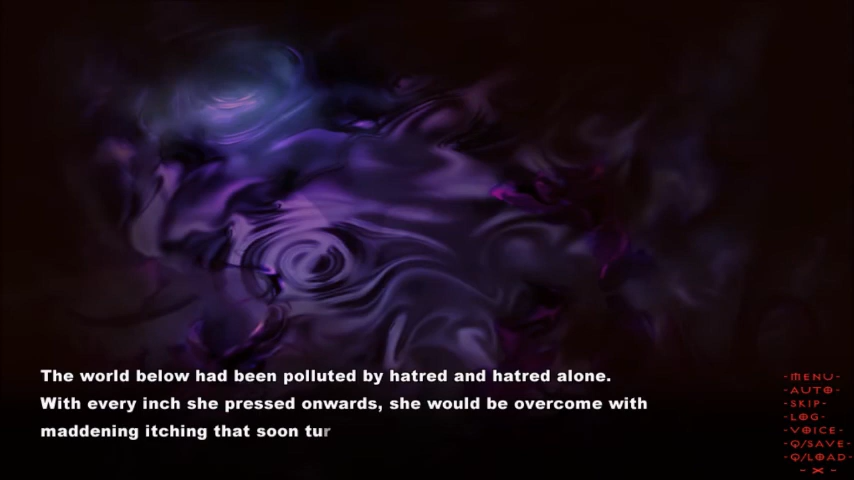 The world below had been polluted by hatred and hatred alone.
With every inch she pressed onwards, she would be overcome with
maddening itching that soon tur
-MENU-
-AUTO-
-SKIP-
-LOG-
-VOICE-
-Q/SAVE-
-Q/LOAD-